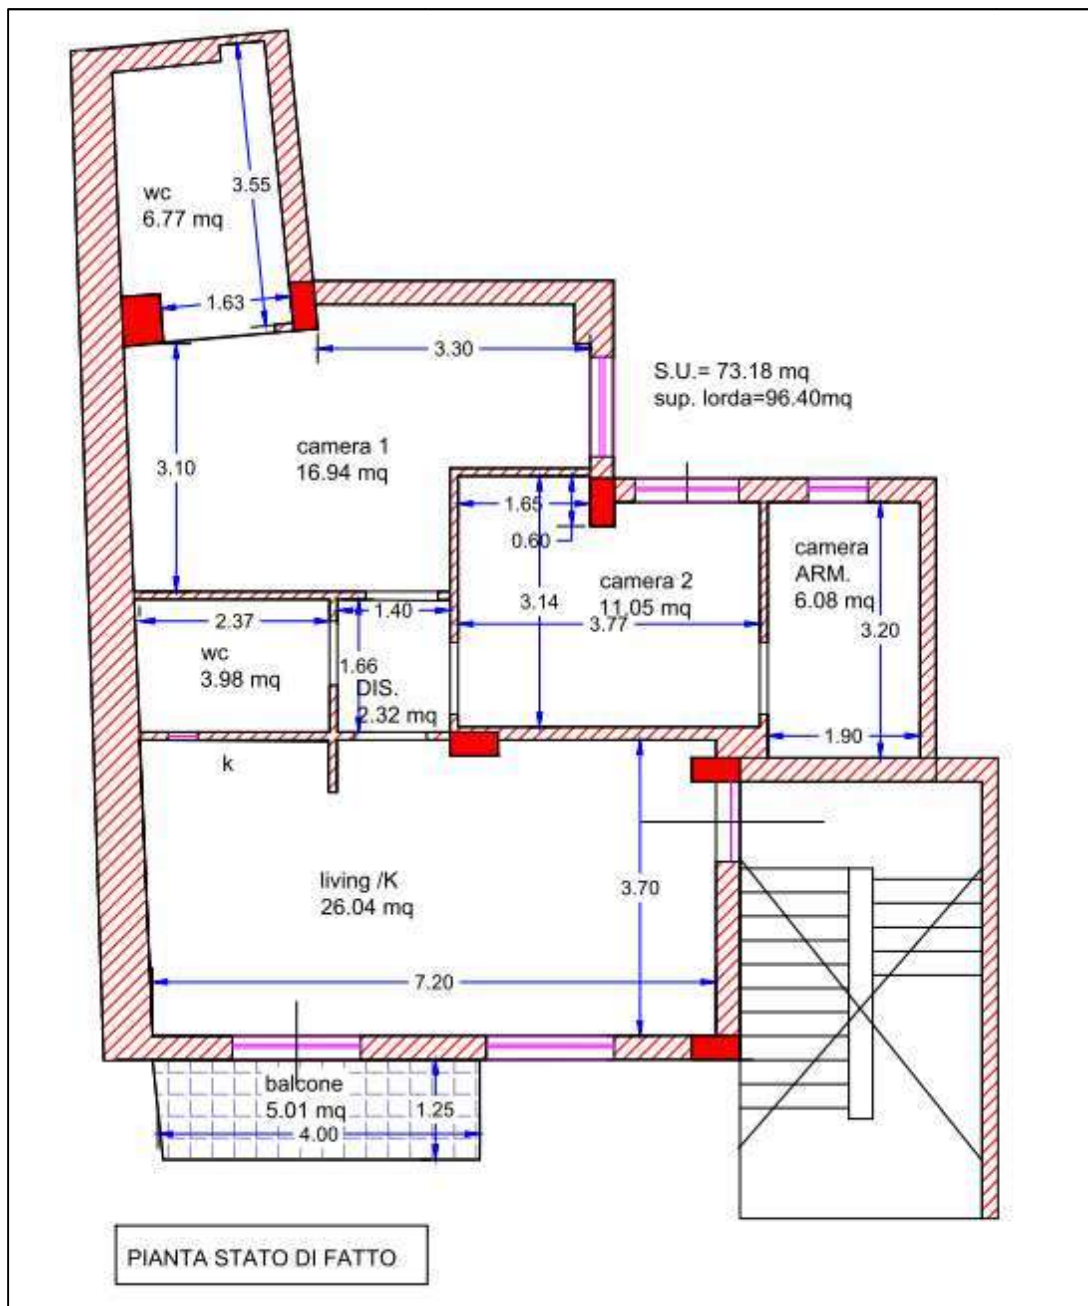 3.55
wc
6.77 mq
1.63
3.30
S.U.= 73.18 mq
sup. lorda=96.40mq
camera 1
16.94 mq
3.10
1.65
0.60
camera
ARM.
6.08 mq
camera 2
11.05 mq
3.14
3.77
3.20
2.37
1.40
wc
3.98 mq
1.66
DIS.
2.32 mq
1.90
k
living /K
26.04 mq
3.70
7.20
balcone
5.01 mq
1.25
4.00
PIANTA STATO DI FATTO